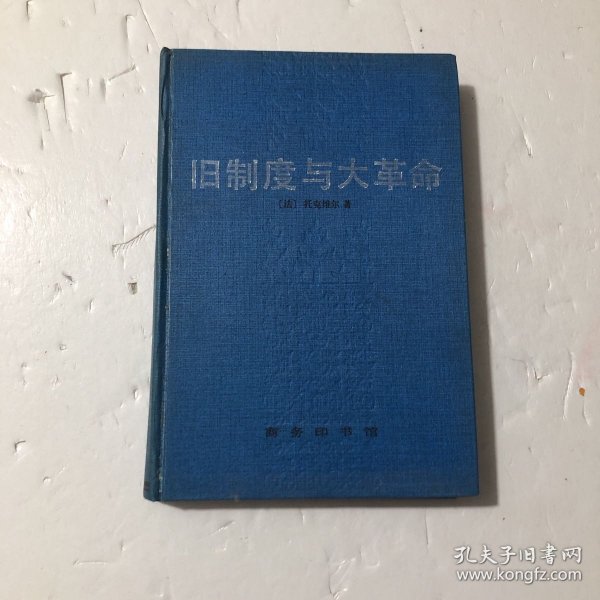 旧制度与大革命
〔法〕托克维尔 著
商务印书馆
孔夫子旧书网
www.kongfz.com